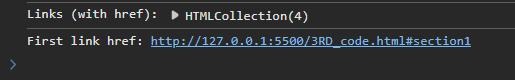 Links (with href): ▶ HTMLCollection(4)
First link href: http://127.0.0.1:5500/3RD_code.html#section1
>